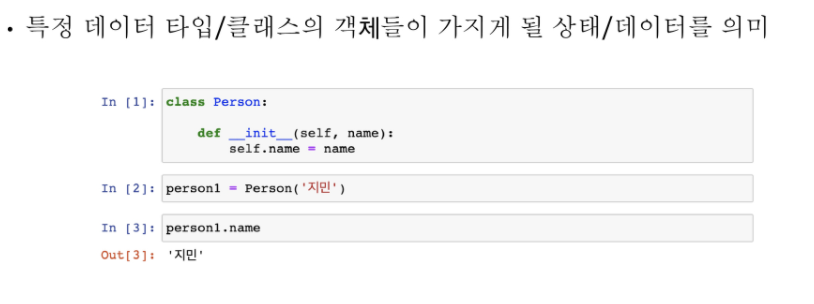 • 특정 데이터 타입/클래스의 객體들이 가지게 될 상태/데이터를 의미
In [1]: class Person:
def __init__(self, name):
self.name = name
In [2]: person1 = Person('지민')
In [3]: person1.name
Out[3]: '지민'